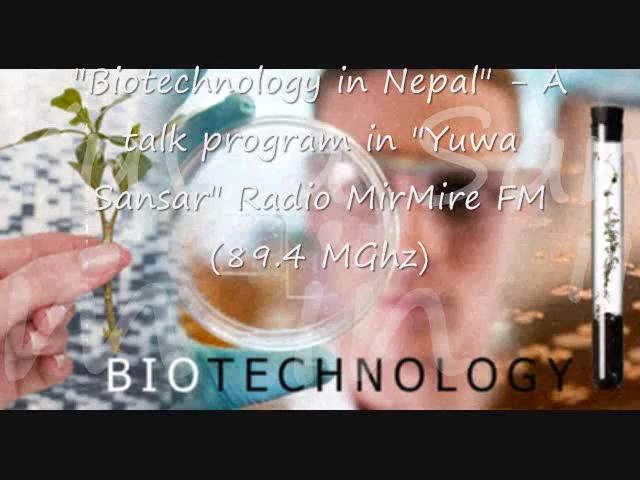 "Biotechnology in Nepal" - A
talk program in "Yuwa
Sansar" Radio MirMire FM
(89.4 MGhz)
BIOTECHNOLOGY